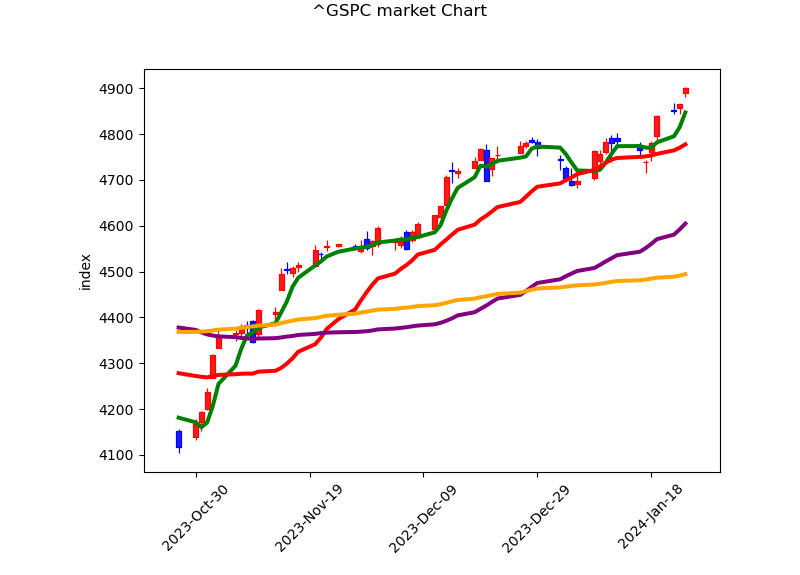 ^GSPC market Chart
4900
4800
4700
4600
4500
4400
4300
4200
4100
index
2023-Oct-30
2023-Nov-19
2023-Dec-09
2023-Dec-29
2024-Jan-18